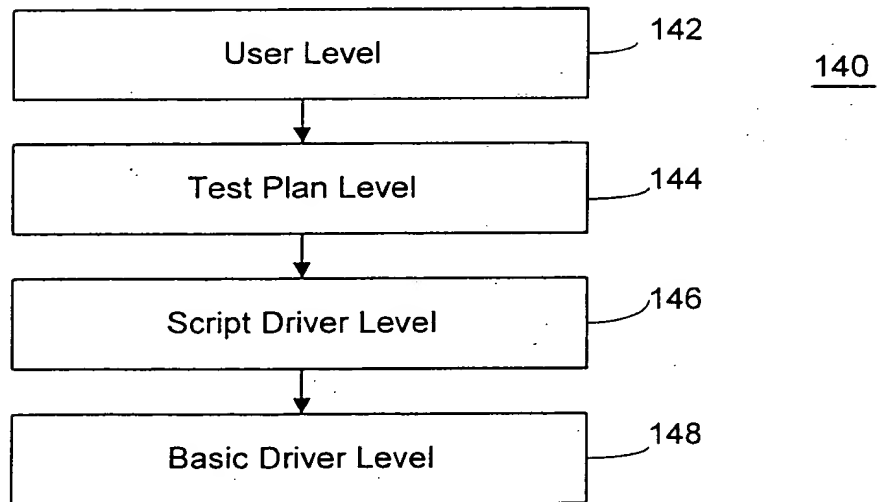 User Level
142
140
Test Plan Level
144
Script Driver Level
146
Basic Driver Level
148